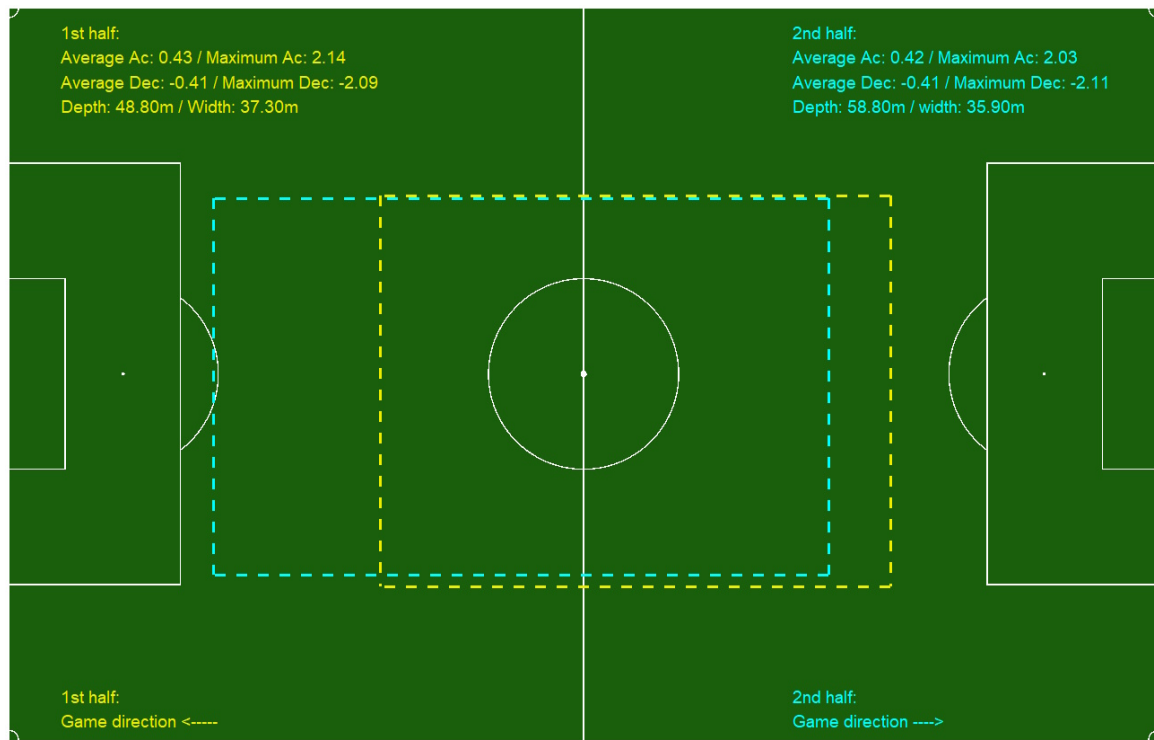 1st half:
Average Ac: 0.43 / Maximum Ac: 2.14
Average Dec: -0.41 / Maximum Dec: -2.09
Depth: 48.80m / Width: 37.30m
2nd half:
Average Ac: 0.42 / Maximum Ac: 2.03
Average Dec: -0.41 / Maximum Dec: -2.11
Depth: 58.80m / width: 35.90m
1st half:
Game direction <-----
2nd half:
Game direction ---->